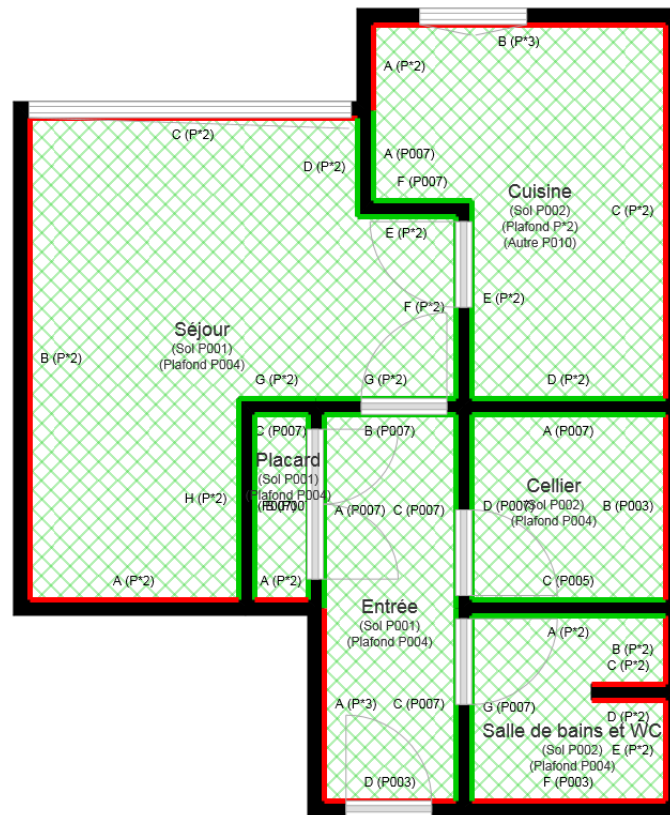 B (P*3)
A (P*2)
C (P*2)
D (P*2)
A (P007)
F (P007)
Cuisine
(Sol P002)
(Plafond P*2)
(Autre P010)
C (P*2)
E (P*2)
F (P*2)
E (P*2)
Séjour
(Sol P001)
(Plafond P004)
B (P*2)
G (P*2)
G (P*2)
D (P*2)
C (P007)
B (P007)
A (P007)
Placard
(Sol P001)
(Plafond P004)
H (P*2)
A (P007)
C (P007)
Cellier
(Sol P002)
(Plafond P004)
D (P007)
B (P003)
A (P*2)
A (P*2)
C (P005)
Entrée
(Sol P001)
(Plafond P004)
A (P*2)
B (P*2)
C (P*2)
A (P*3)
C (P007)
G (P007)
D (P*2)
Salle de bains et WC
(Sol P002)
(Plafond P004)
E (P*2)
D (P003)
F (P003)